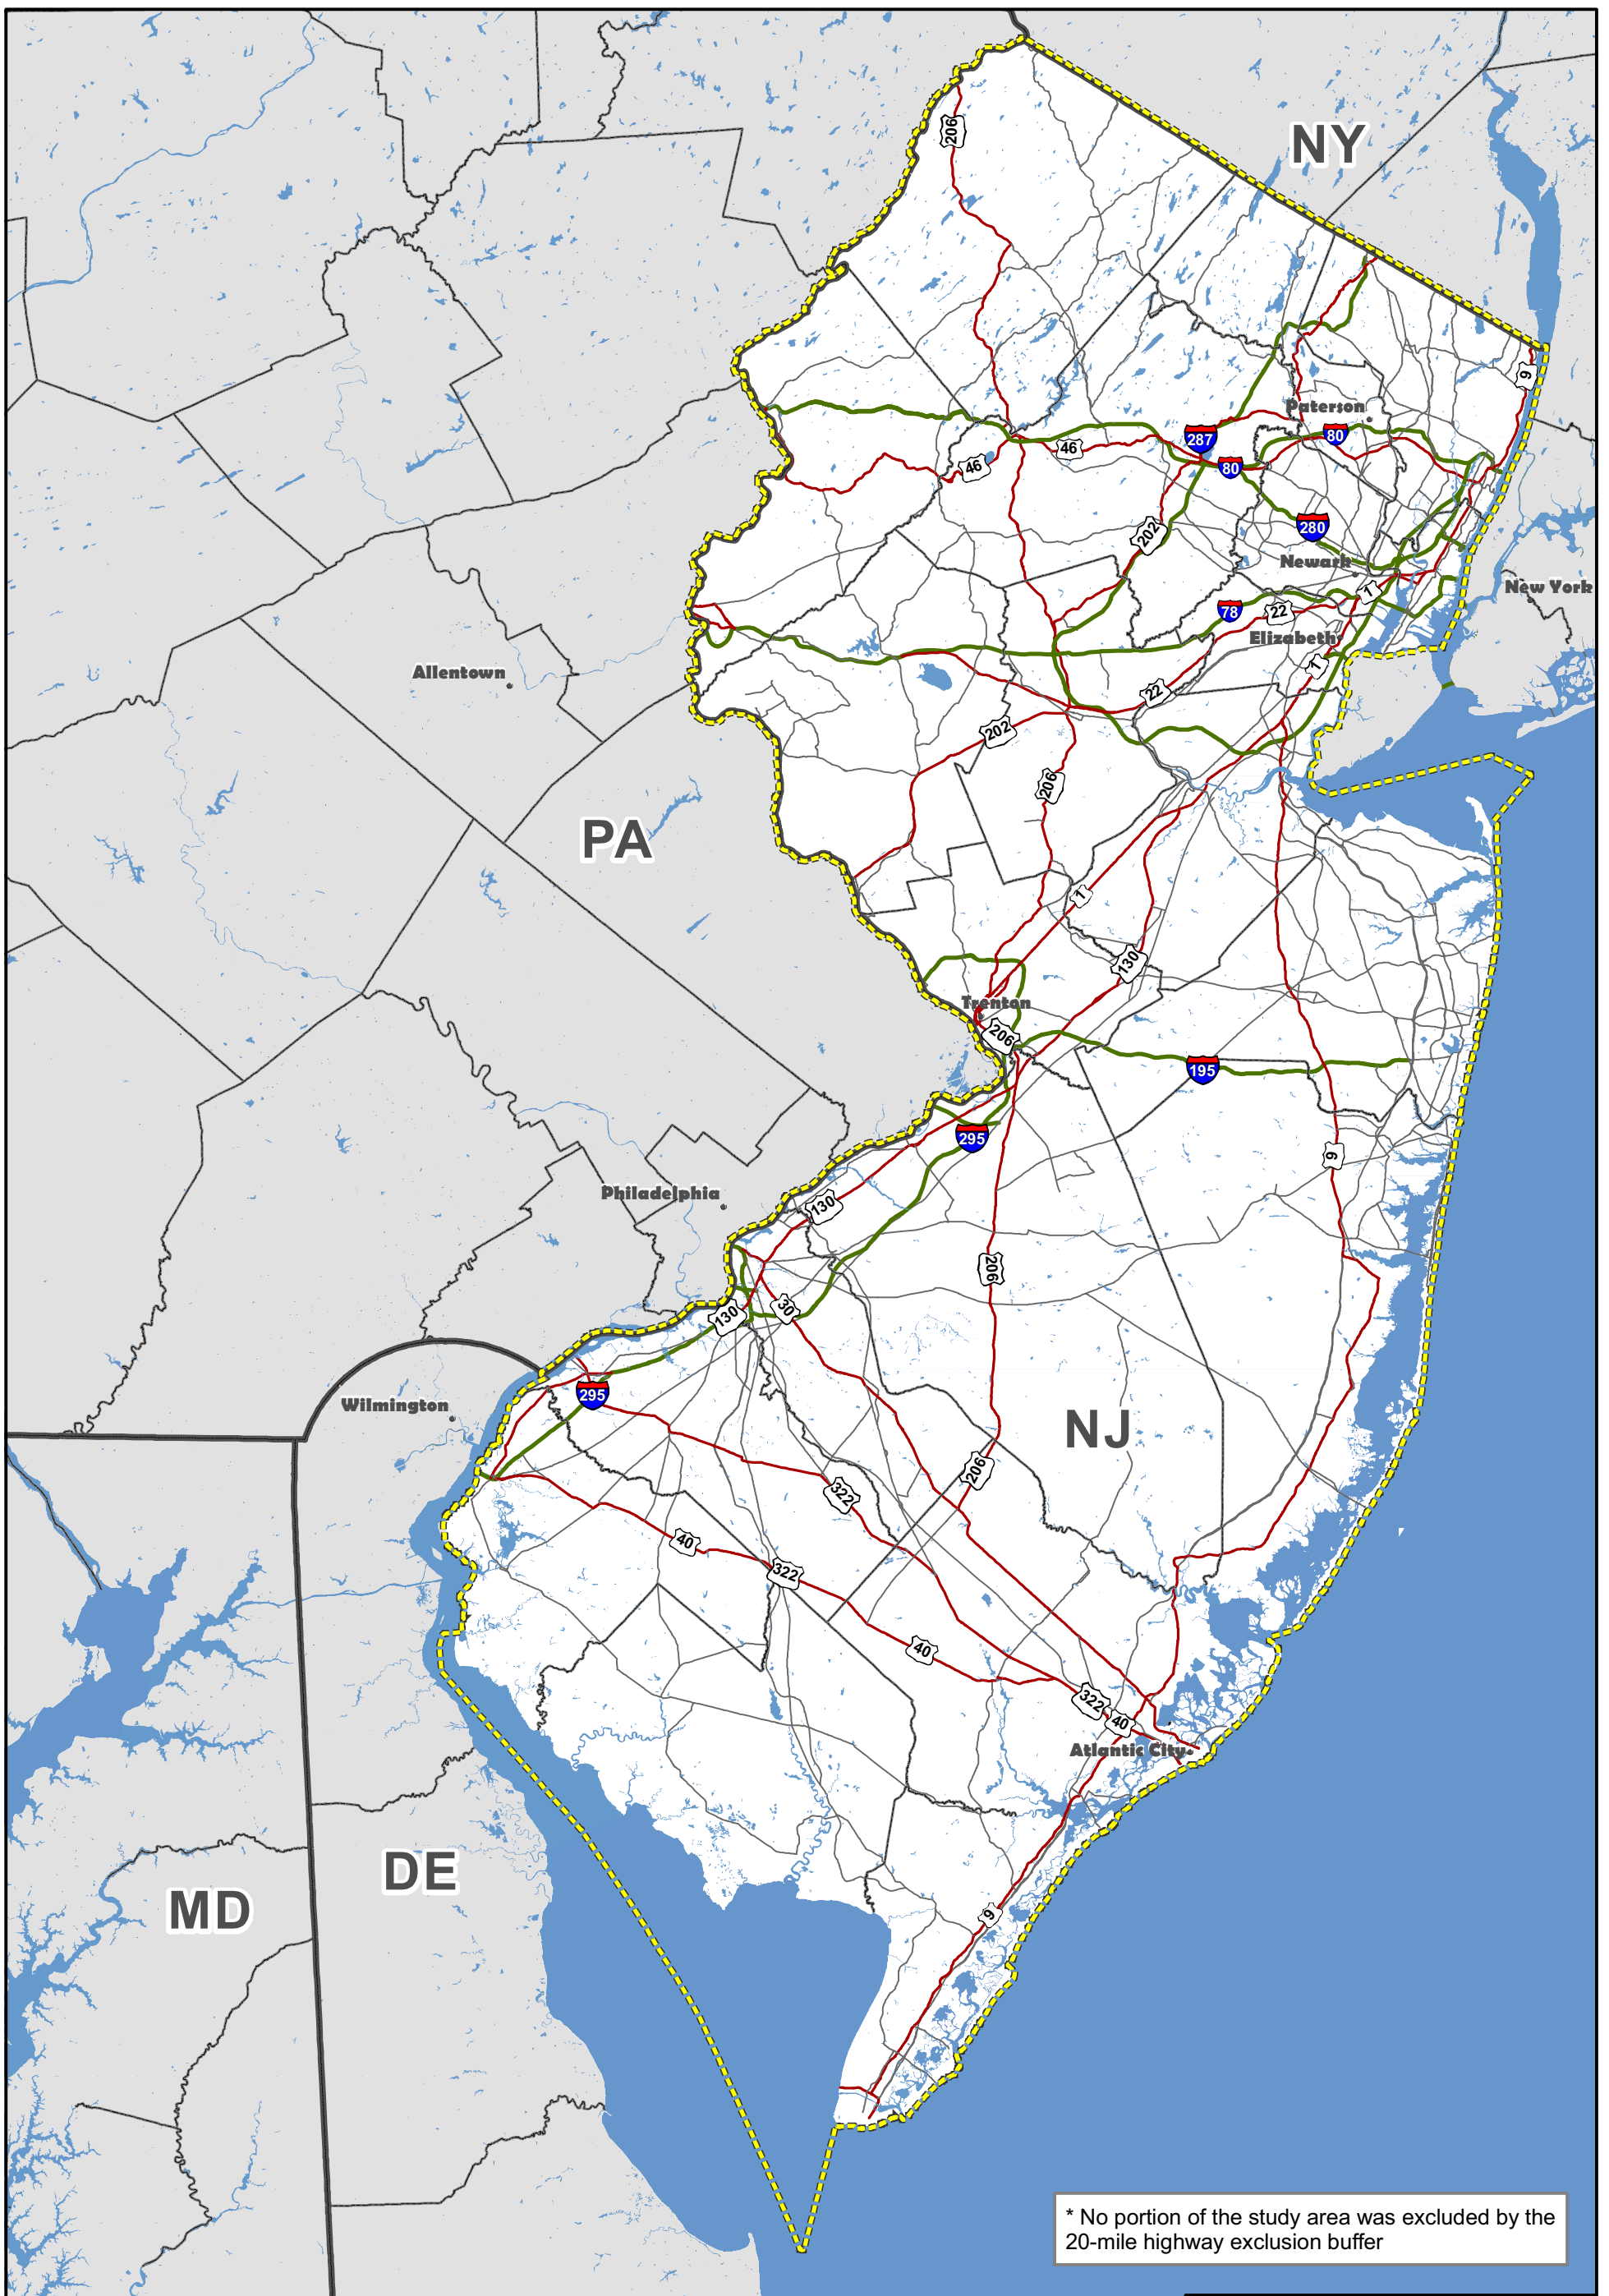 206
NY
9
Paterson
287
80
46
46
80
202
280
Newark
New York
1
78
22
Elizabeth
1
Allentown
22
202
206
PA
1
130
Trenton
206
195
295
9
Philadelphia
130
206
130
30
295
Wilmington
NJ
206
322
40
322
40
322
40
Atlantic City
DE
MD
9
* No portion of the study area was excluded by the
20-mile highway exclusion buffer